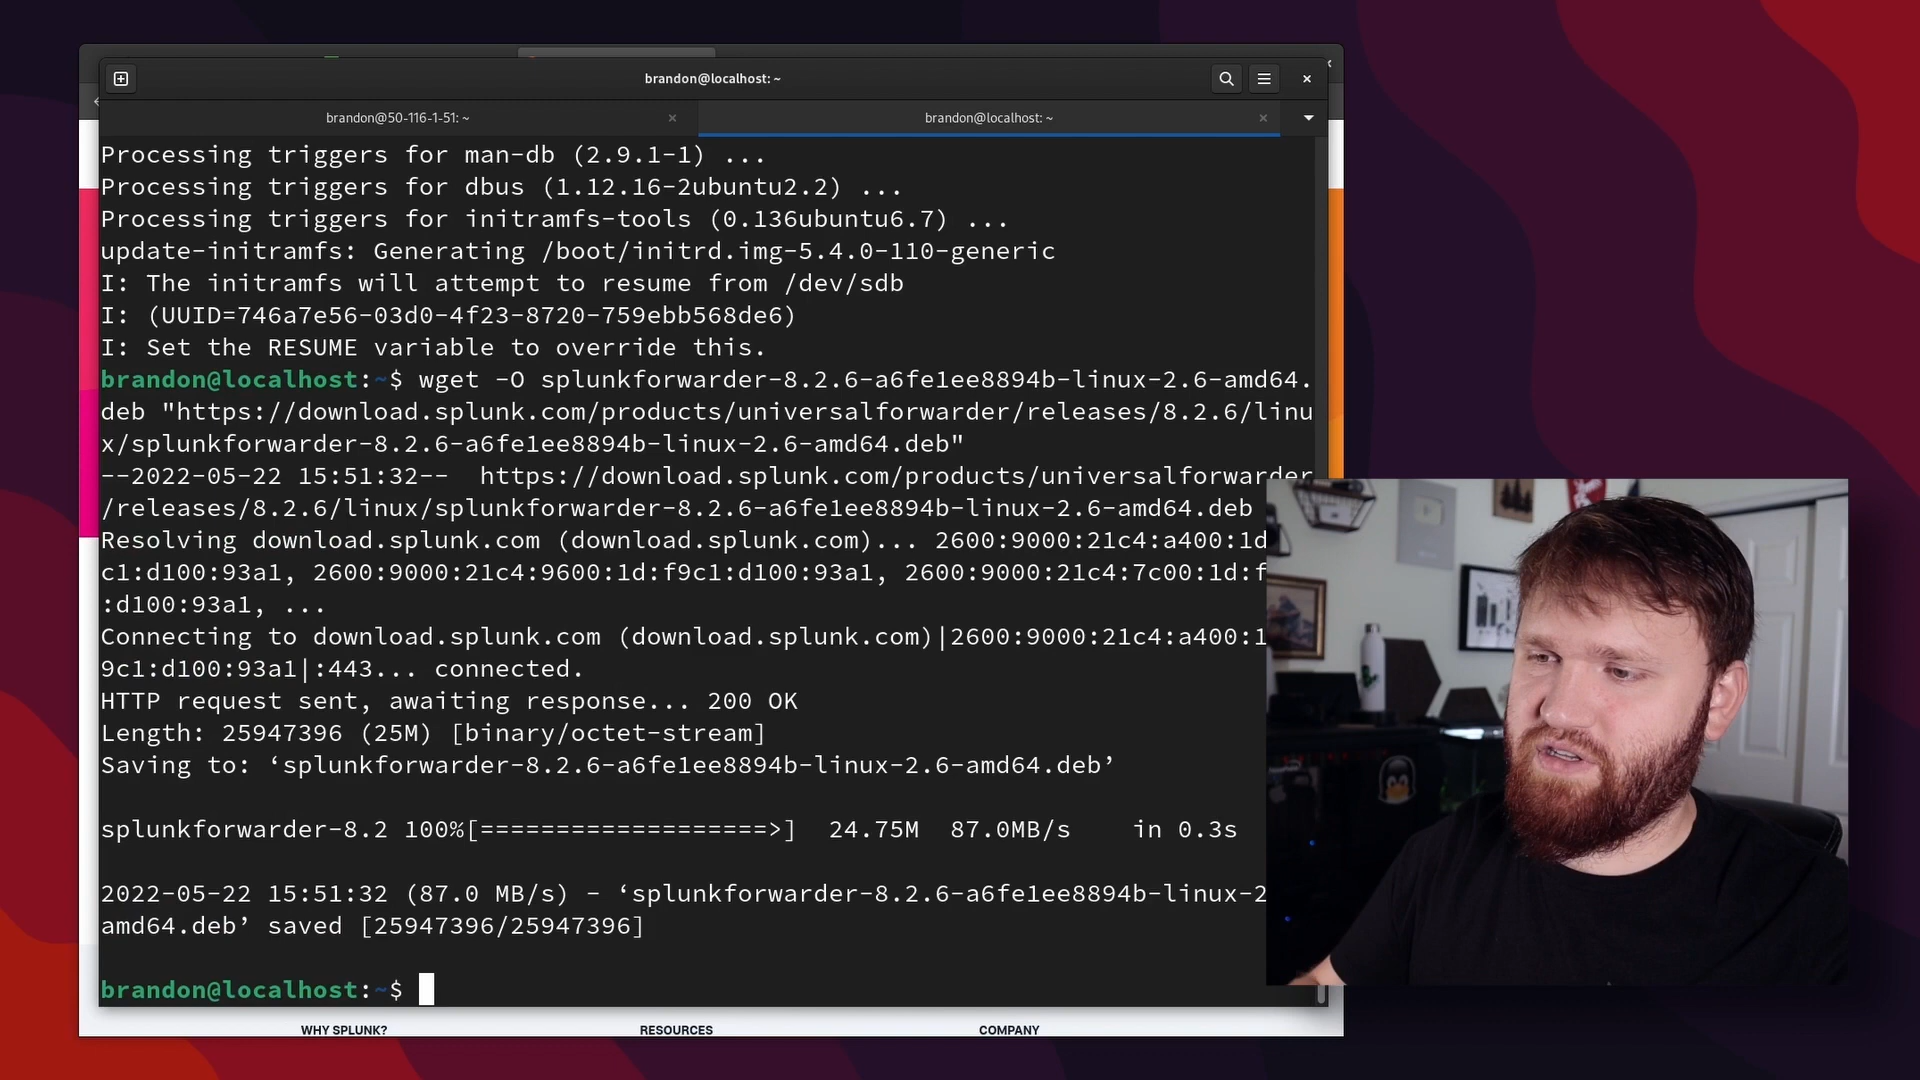 brandon@localhost: ~
brandon@50-116-1-51: ~
brandon@localhost: ~
Processing triggers for man-db (2.9.1-1) ...
Processing triggers for dbus (1.12.16-2ubuntu2.2) ...
Processing triggers for initramfs-tools (0.136ubuntu6.7) ...
update-initramfs: Generating /boot/initrd.img-5.4.0-110-generic
I: The initramfs will attempt to resume from /dev/sdb
I: (UUID=746a7e56-03d0-4f23-8720-759ebb568de6)
I: Set the RESUME variable to override this.
brandon@localhost:~$ wget -O splunkforwarder-8.2.6-a6fe1ee8894b-linux-2.6-amd64.
deb "https://download.splunk.com/products/universalforwarder/releases/8.2.6/linu
x/splunkforwarder-8.2.6-a6fe1ee8894b-linux-2.6-amd64.deb"
--2022-05-22 15:51:32--  https://download.splunk.com/products/universalforwarder
/releases/8.2.6/linux/splunkforwarder-8.2.6-a6fe1ee8894b-linux-2.6-amd64.deb
Resolving download.splunk.com (download.splunk.com)... 2600:9000:21c4:a400:1d
c1:d100:93a1, 2600:9000:21c4:9600:1d:f9c1:d100:93a1, 2600:9000:21c4:7c00:1d:f
:d100:93a1, ...
Connecting to download.splunk.com (download.splunk.com)|2600:9000:21c4:a400:1
9c1:d100:93a1|:443... connected.
HTTP request sent, awaiting response... 200 OK
Length: 25947396 (25M) [binary/octet-stream]
Saving to: ‘splunkforwarder-8.2.6-a6fe1ee8894b-linux-2.6-amd64.deb’
splunkforwarder-8.2 100%[===================>]  24.75M  87.0MB/s    in 0.3s
2022-05-22 15:51:32 (87.0 MB/s) - ‘splunkforwarder-8.2.6-a6fe1ee8894b-linux-2
amd64.deb’ saved [25947396/25947396]
brandon@localhost:~$
WHY SPLUNK?
RESOURCES
COMPANY